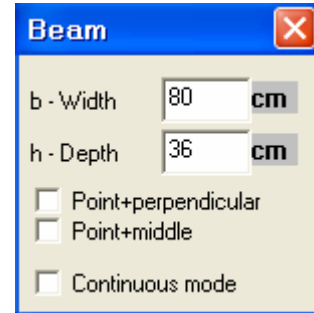 Beam
b - Width 80 cm
h - Depth 36 cm
Point+perpendicular
Point+middle
Continuous mode